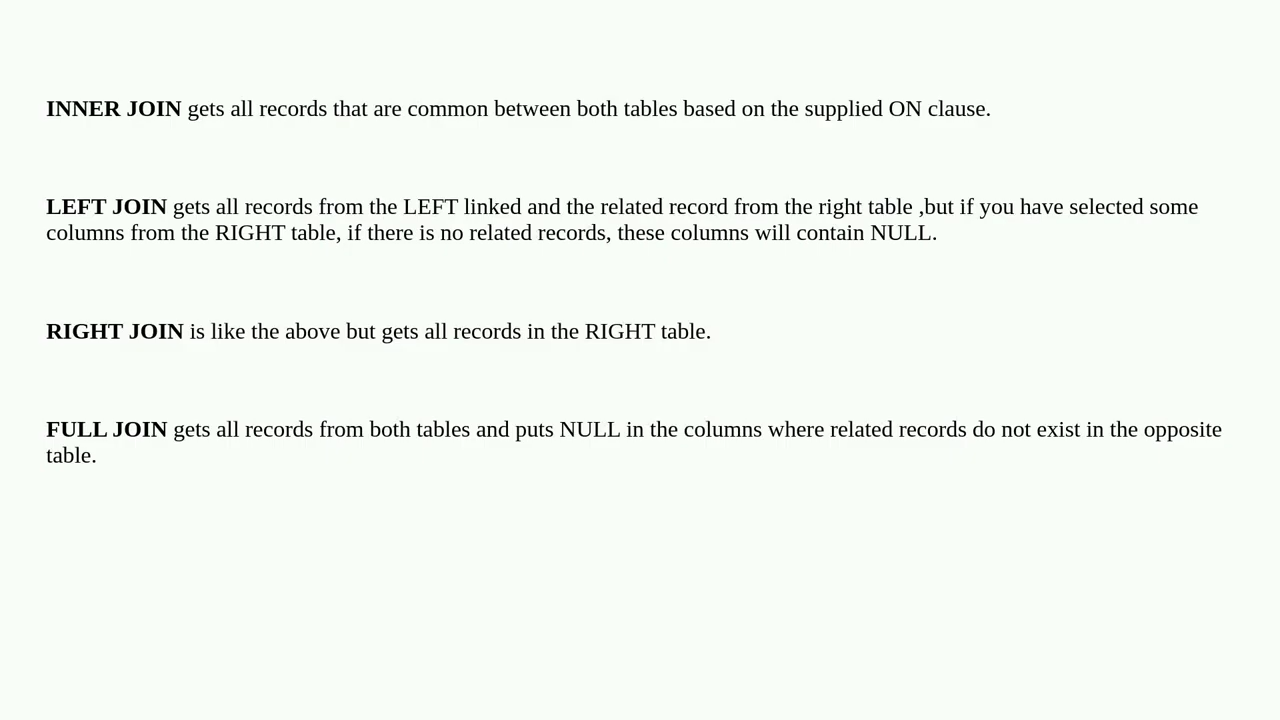 INNER JOIN gets all records that are common between both tables based on the supplied ON clause.
LEFT JOIN gets all records from the LEFT linked and the related record from the right table ,but if you have selected some
columns from the RIGHT table, if there is no related records, these columns will contain NULL.
RIGHT JOIN is like the above but gets all records in the RIGHT table.
FULL JOIN gets all records from both tables and puts NULL in the columns where related records do not exist in the opposite
table.